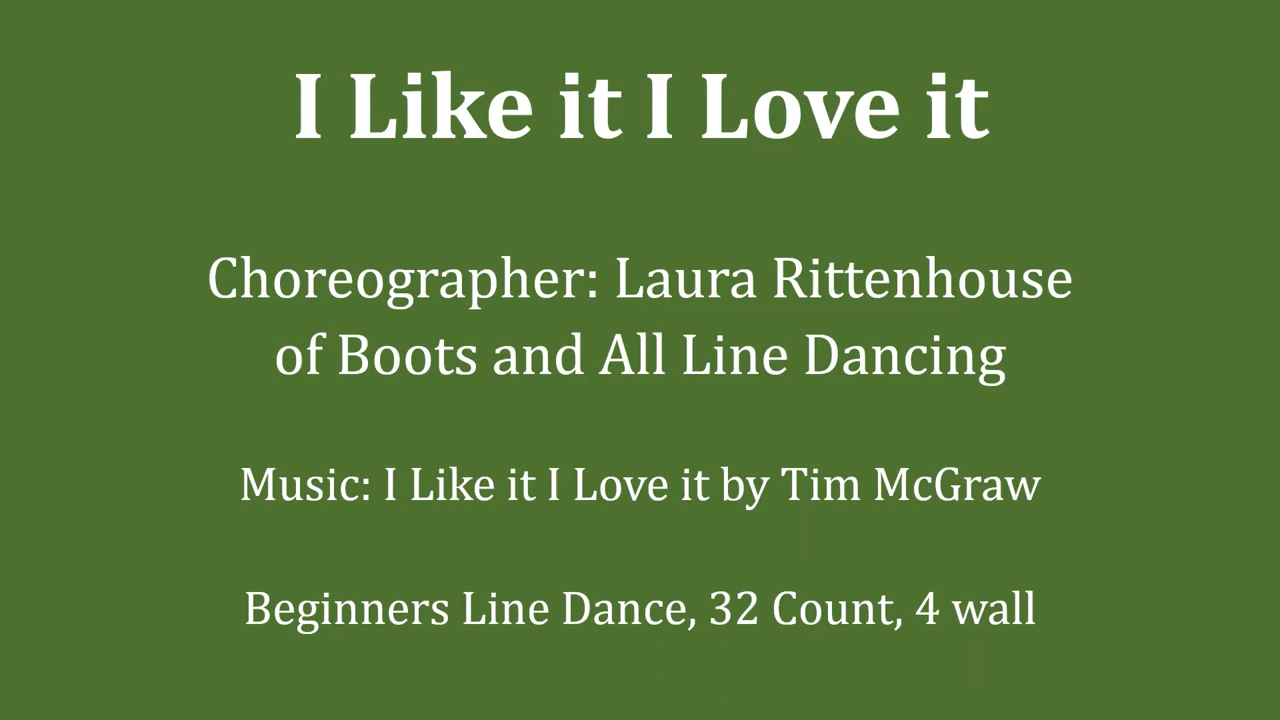 I Like it I Love it
Choreographer: Laura Rittenhouse
of Boots and All Line Dancing
Music: I Like it I Love it by Tim McGraw
Beginners Line Dance, 32 Count, 4 wall